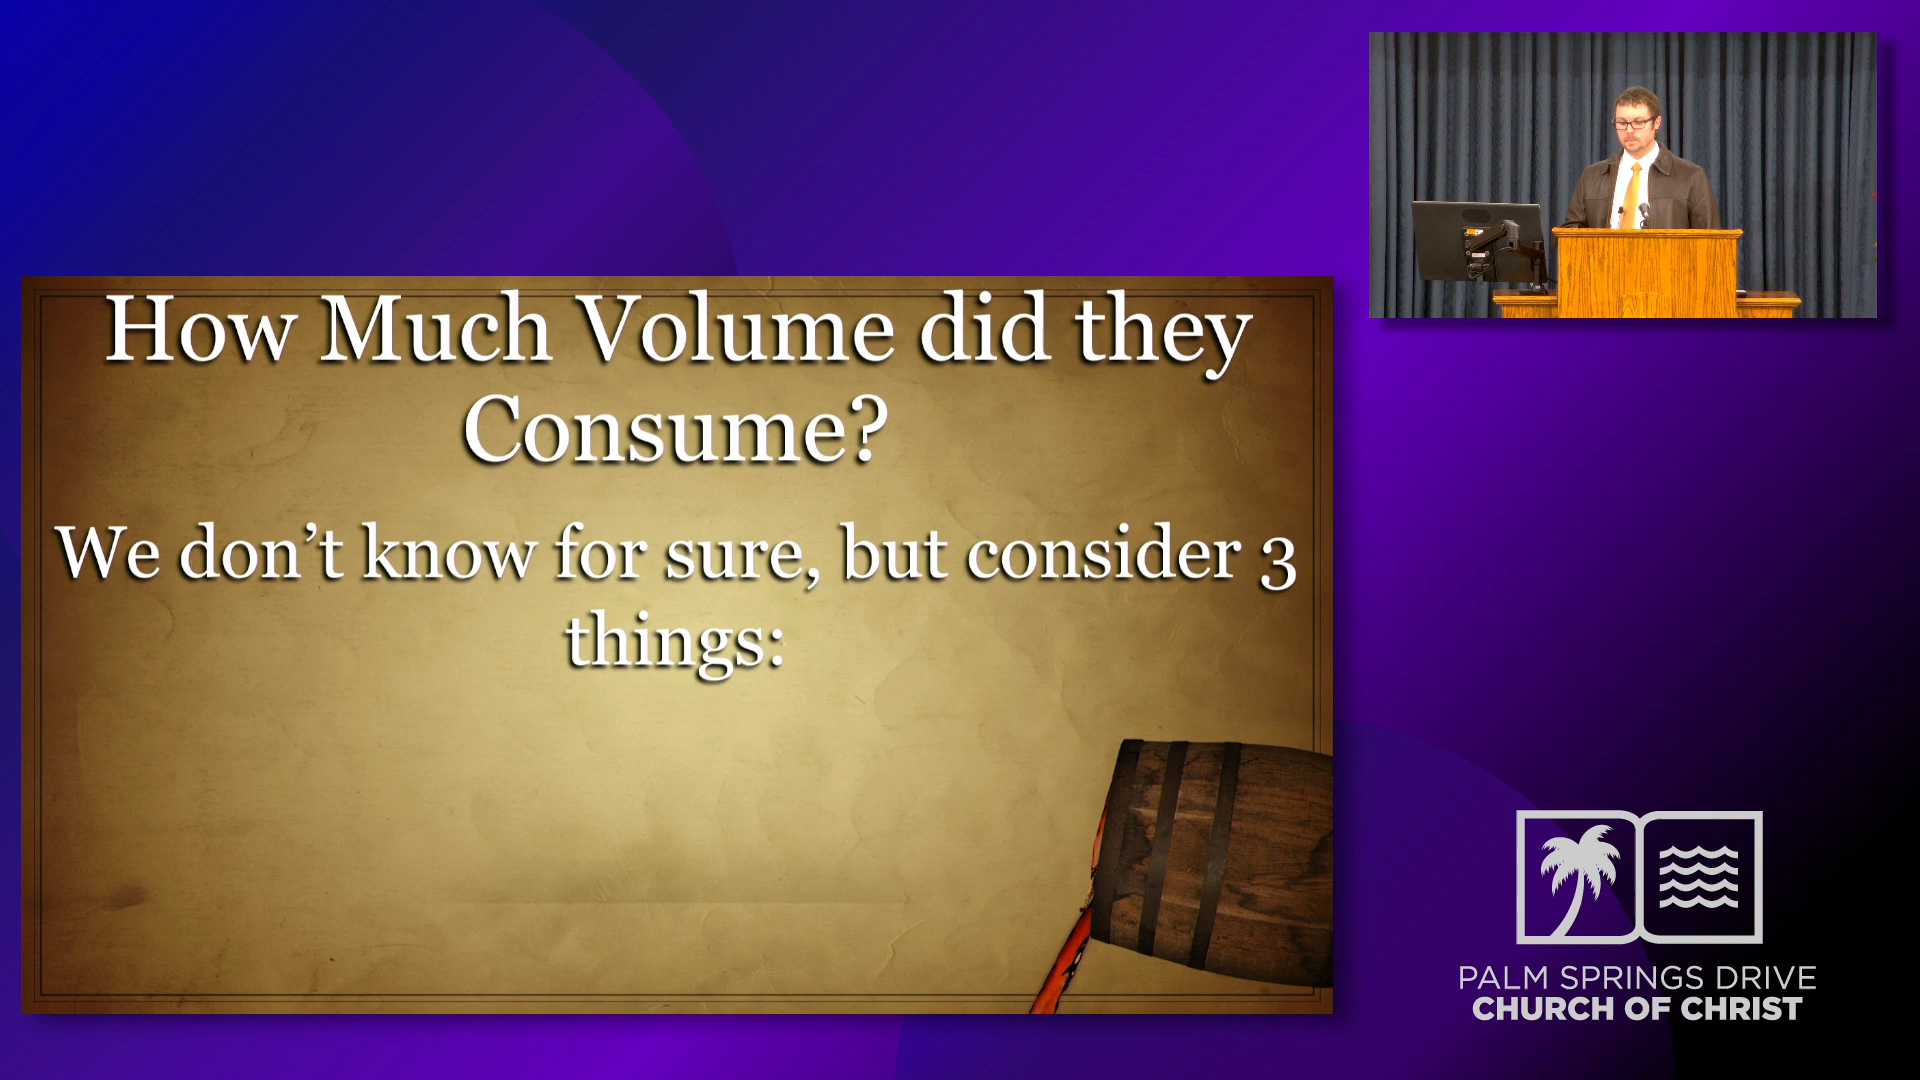 How Much Volume did they
Consume?
We don’t know for sure, but consider 3
things:
PALM SPRINGS DRIVE
CHURCH OF CHRIST